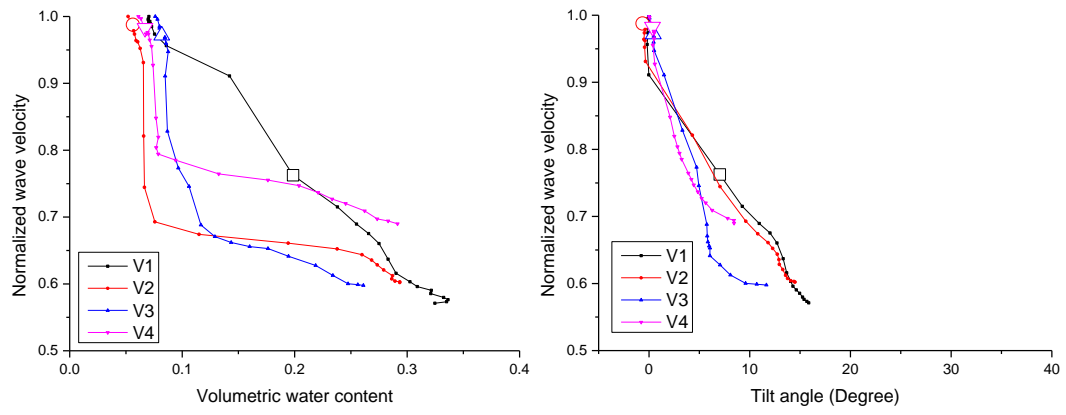 Normalized wave velocity
1.0
0.9
0.8
0.7
0.6
0.5
0.0
0.1
0.2
0.3
0.4
Volumetric water content
V1
V2
V3
V4
Normalized wave velocity
1.0
0.9
0.8
0.7
0.6
0.5
-5
0
10
20
30
40
Tilt angle (Degree)
V1
V2
V3
V4